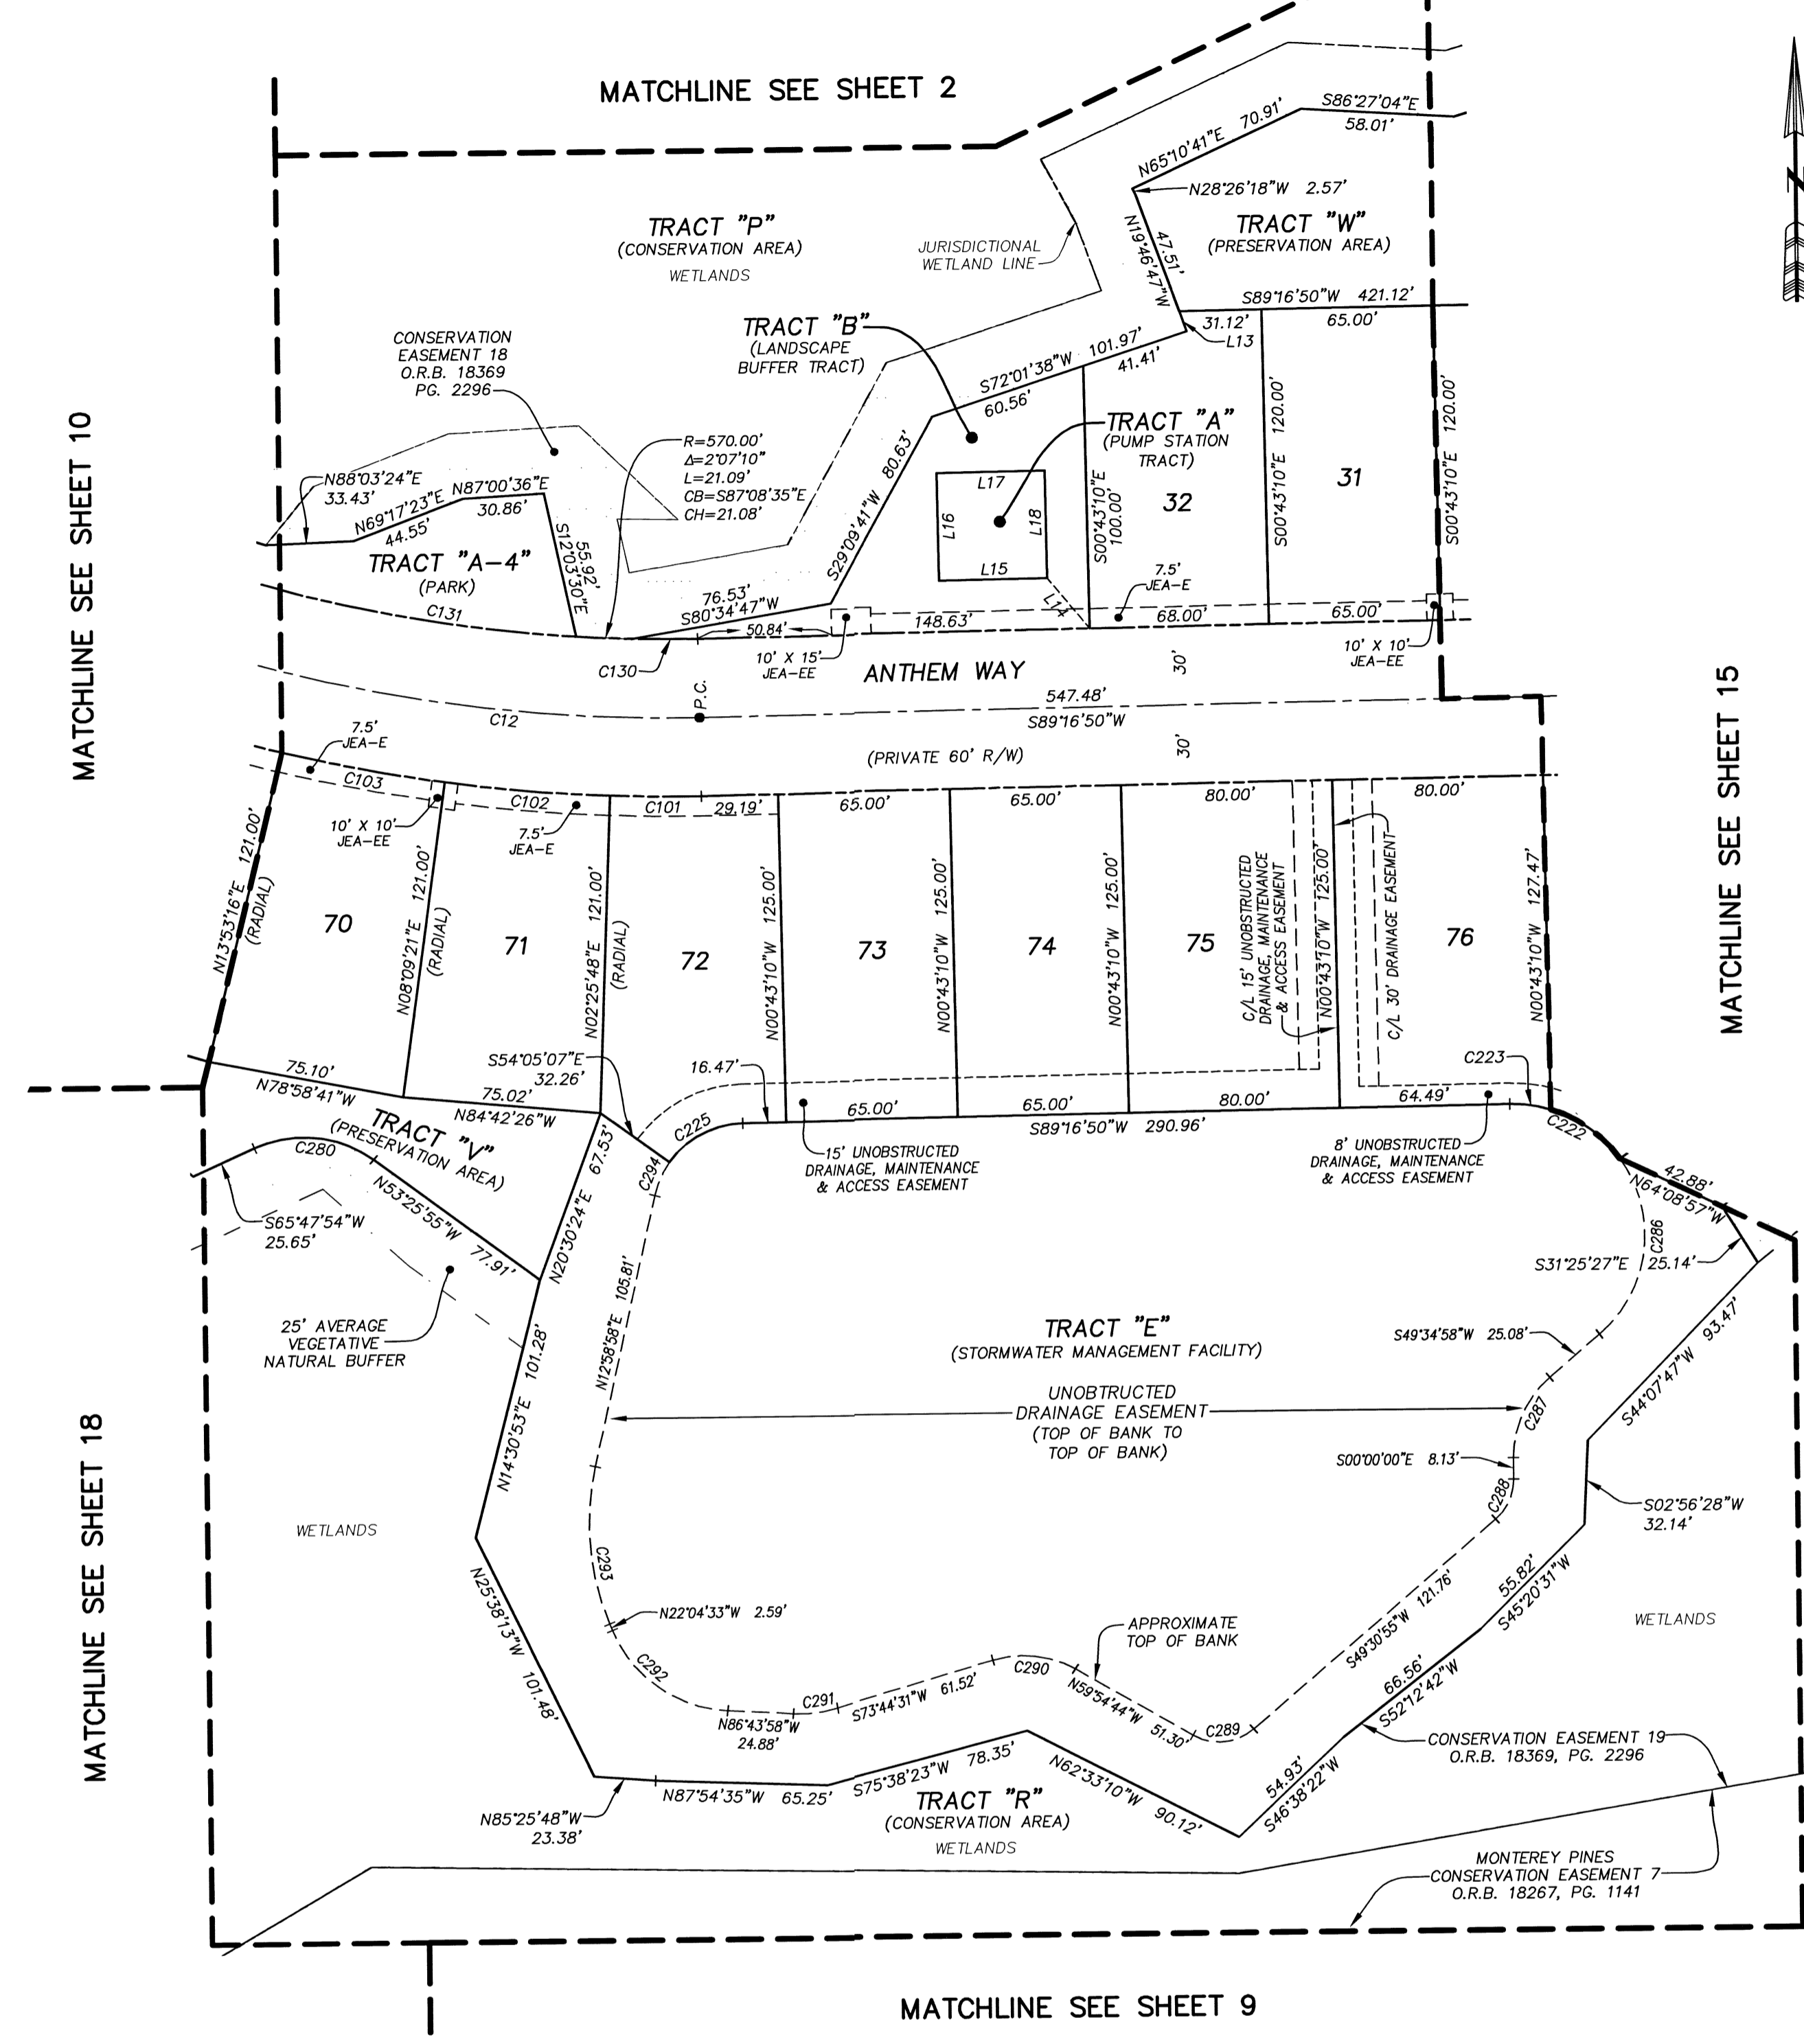 MATCHLINE SEE SHEET 2
S86°27'04"E
58.01'
N65°10'41"E 70.91'
N28°26'18"W 2.57'
N
TRACT "P"
(CONSERVATION AREA)
WETLANDS
JURISDICTIONAL
WETLAND LINE
N19°46'47"W
47.51'
TRACT "W"
(PRESERVATION AREA)
S89°16'50"W 421.12'
31.12'
65.00'
L13
TRACT "B"
(LANDSCAPE
BUFFER TRACT)
CONSERVATION
EASEMENT 18
O.R.B. 18369
PG. 2296
S72°01'38"W 101.97'
60.56'
41.41'
TRACT "A"
(PUMP STATION
TRACT)
R=570.00'
Δ=2°07'10"
L=21.09'
CB=S87°08'35"E
CH=21.08'
N88°03'24"E
33.43'
N69°17'23"E
44.55'
N87°00'36"E
30.86'
S12°03'30"E
55.92'
TRACT "A-4"
(PARK)
S29°09'41"W 80.63'
L17
L16
L18
L15
L14
S00°43'10"E
100.00'
32
S00°43'10"E 120.00'
31
S00°43'10"E 120.00'
7.5'
JEA-E
C131
76.53'
S80°34'47"W
50.84'
148.63'
68.00'
65.00'
C130
10' X 15'
JEA-EE
10' X 10'
JEA-EE
MATCHLINE SEE SHEET 10
ANTHEM WAY
30'
P.C.
547.48'
S89°16'50"W
C12
(PRIVATE 60' R/W)
30'
MATCHLINE SEE SHEET 15
7.5'
JEA-E
C103
C102
C101
29.19'
65.00'
65.00'
80.00'
80.00'
10' X 10'
JEA-EE
7.5'
JEA-E
N13°53'16"E 121.00'
(RADIAL)
70
N08°09'21"E 121.00'
(RADIAL)
71
N02°25'48"E 121.00'
(RADIAL)
72
N00°43'10"W 125.00'
73
N00°43'10"W 125.00'
74
N00°43'10"W 125.00'
75
C/L 15' UNOBSTRUCTED
DRAINAGE, MAINTENANCE
& ACCESS EASEMENT
N00°43'10"W 125.00'
C/L 30' DRAINAGE EASEMENT
76
N00°43'10"W 127.47'
S54°05'07"E
32.26'
16.47'
C223
75.10'
N78°58'41"W
75.02'
N84°42'26"W
65.00'
65.00'
80.00'
64.49'
C225
S89°16'50"W 290.96'
C222
TRACT "V"
(PRESERVATION AREA)
C280
S65°47'54"W
25.65'
N53°25'55"W 77.91'
N20°30'24"E 67.53'
C294
15' UNOBSTRUCTED
DRAINAGE, MAINTENANCE
& ACCESS EASEMENT
8' UNOBSTRUCTED
DRAINAGE, MAINTENANCE
& ACCESS EASEMENT
42.88'
N64°08'57"W
C286
S31°25'27"E 25.14'
25' AVERAGE
VEGETATIVE
NATURAL BUFFER
N12°58'58"E 105.81'
N14°30'53"E 101.28'
TRACT "E"
(STORMWATER MANAGEMENT FACILITY)
UNOBTRUCTED
DRAINAGE EASEMENT
(TOP OF BANK TO
TOP OF BANK)
S49°34'58"W 25.08'
S44°07'47"W 93.47'
C287
S00°00'00"E 8.13'
C288
S02°56'28"W
32.14'
MATCHLINE SEE SHEET 18
WETLANDS
C293
N22°04'33"W 2.59'
N25°38'13"W 101.48'
C292
APPROXIMATE
TOP OF BANK
S49°30'55"W 121.76'
55.82'
S45°20'31"W
WETLANDS
66.56'
S52°12'42"W
N86°43'58"W
24.88'
C291
S73°44'31"W 61.52'
C290
N59°54'44"W 51.30'
C289
CONSERVATION EASEMENT 19
O.R.B. 18369, PG. 2296
54.93'
S46°38'22"W
N85°25'48"W
23.38'
N87°54'35"W 65.25'
S75°38'23"W 78.35'
N62°33'10"W 90.12'
TRACT "R"
(CONSERVATION AREA)
WETLANDS
MONTEREY PINES
CONSERVATION EASEMENT 7
O.R.B. 18267, PG. 1141
MATCHLINE SEE SHEET 9